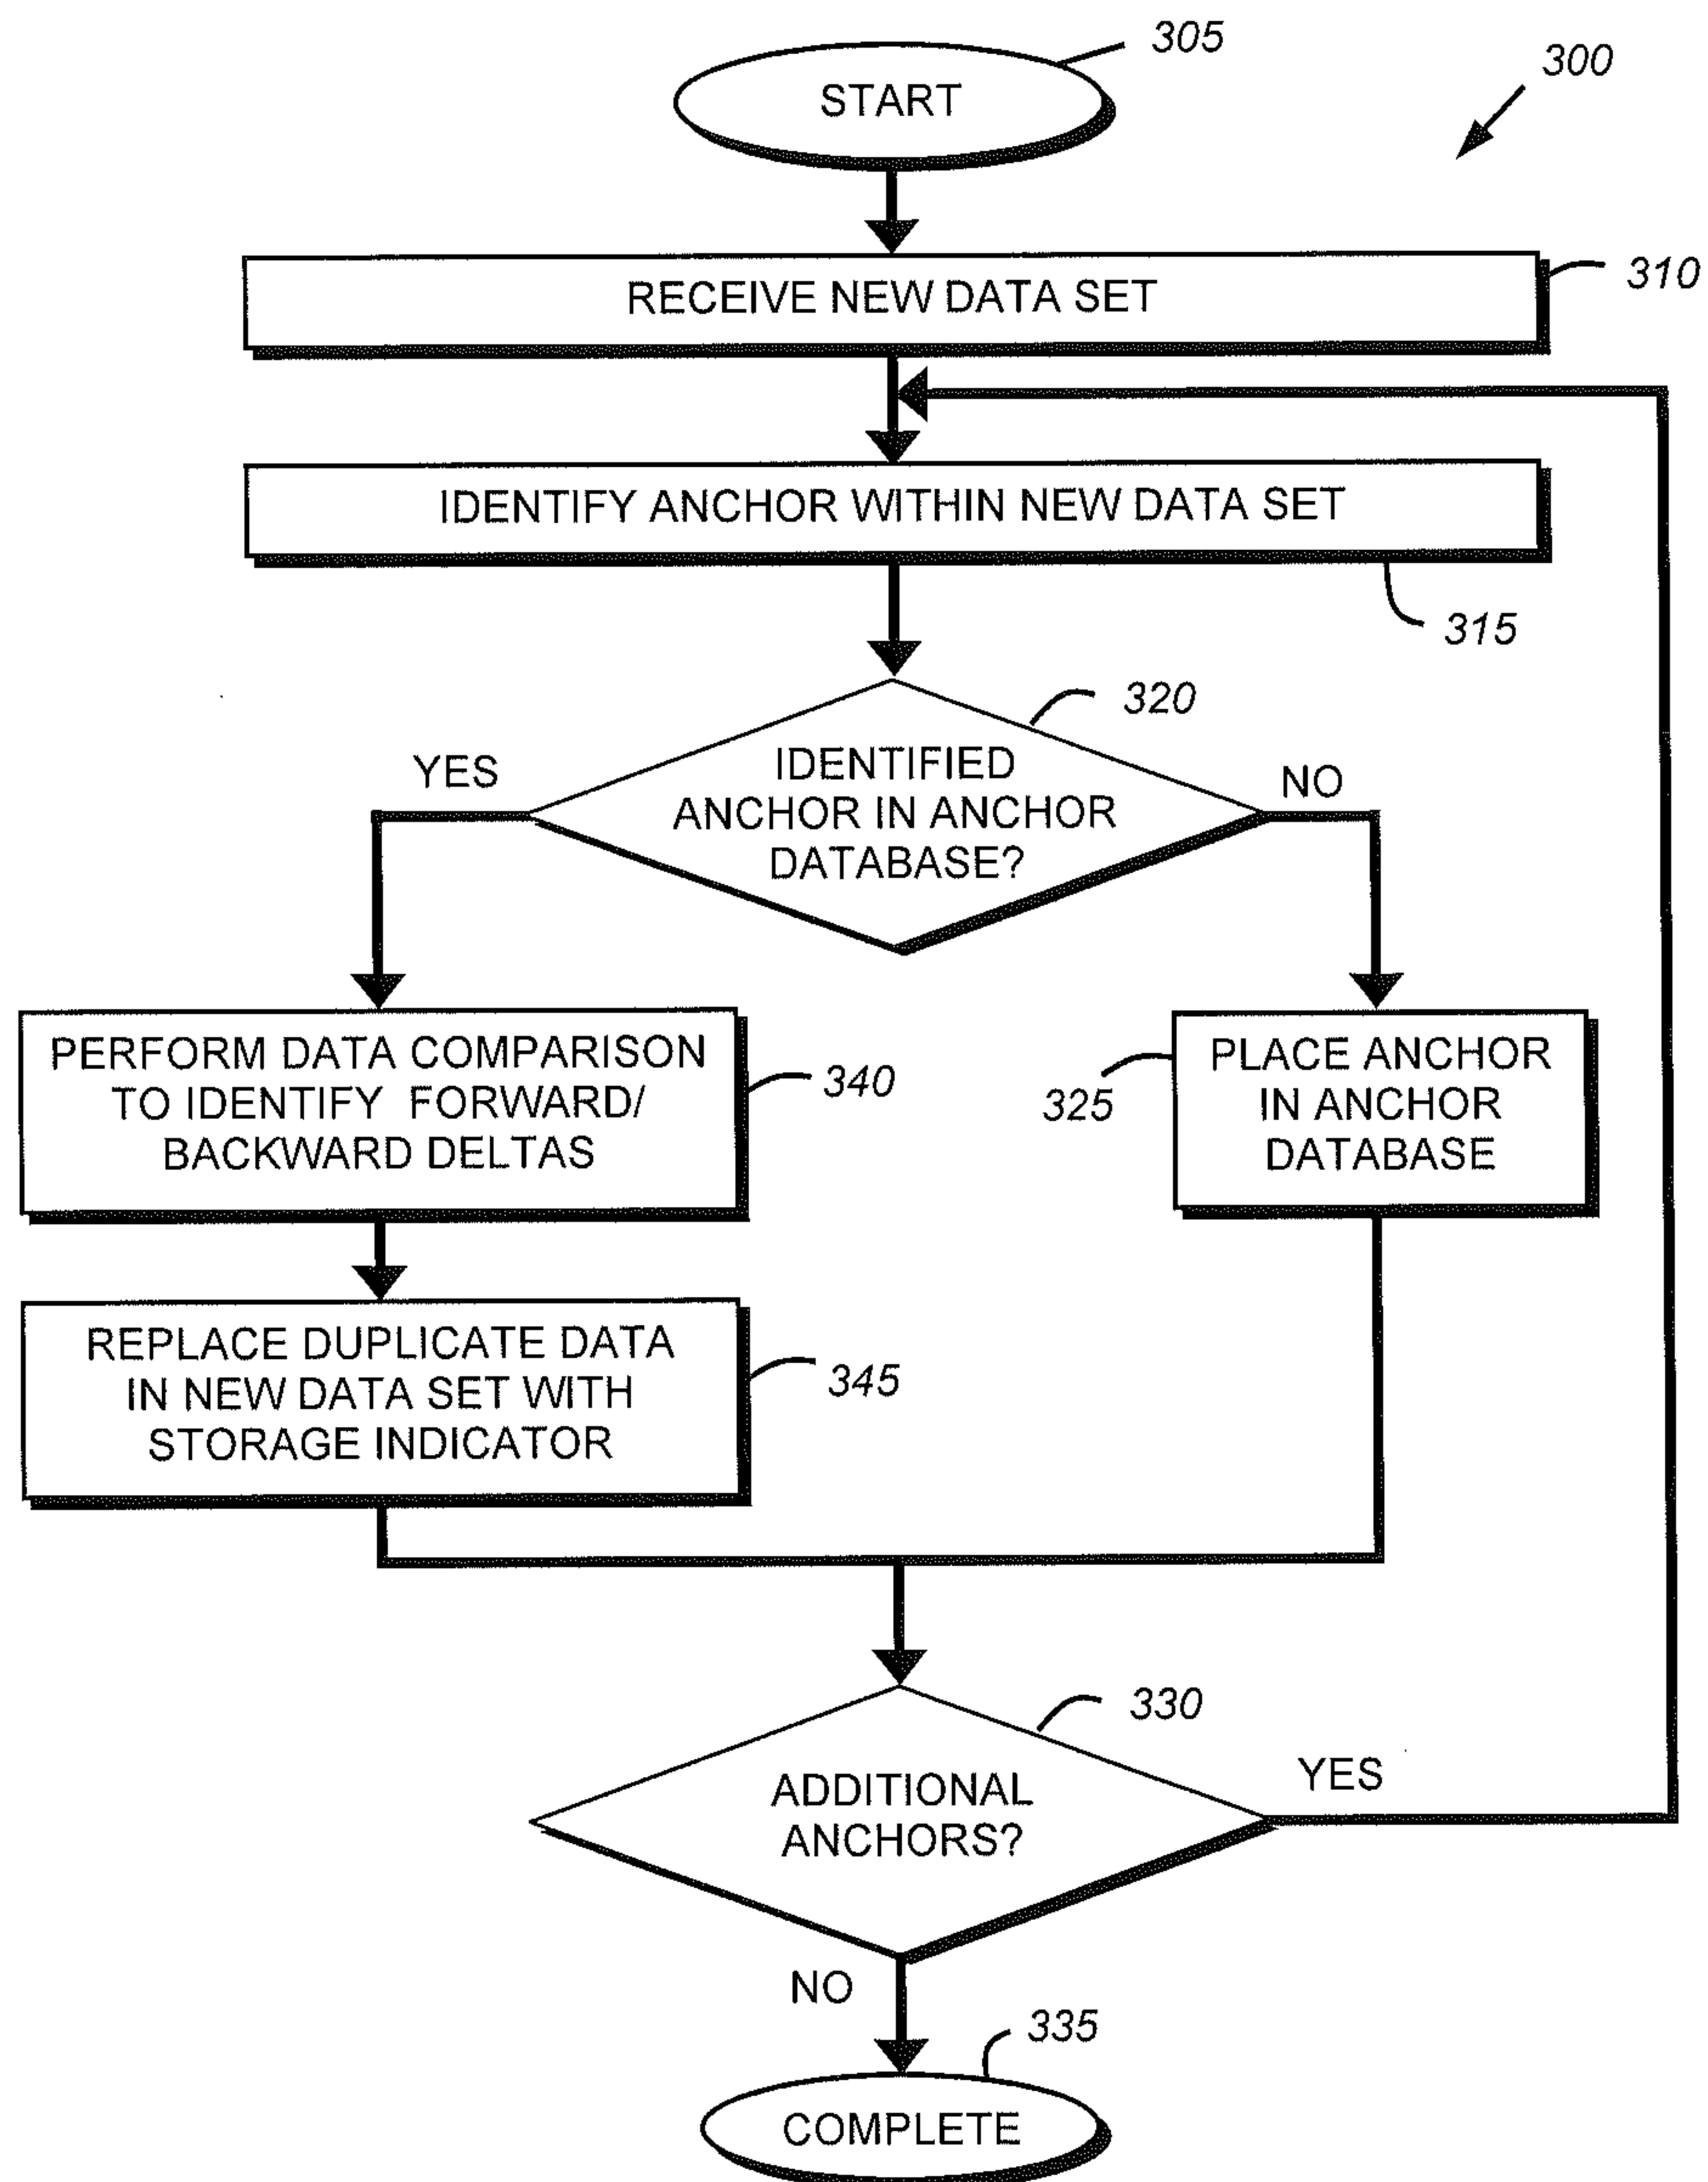 305
START
300
RECEIVE NEW DATA SET
310
IDENTIFY ANCHOR WITHIN NEW DATA SET
315
320
YES
IDENTIFIED
ANCHOR IN ANCHOR
DATABASE?
NO
PERFORM DATA COMPARISON
TO IDENTIFY FORWARD/
BACKWARD DELTAS
340
325
PLACE ANCHOR
IN ANCHOR
DATABASE
REPLACE DUPLICATE DATA
IN NEW DATA SET WITH
STORAGE INDICATOR
345
330
ADDITIONAL
ANCHORS?
YES
NO
335
COMPLETE